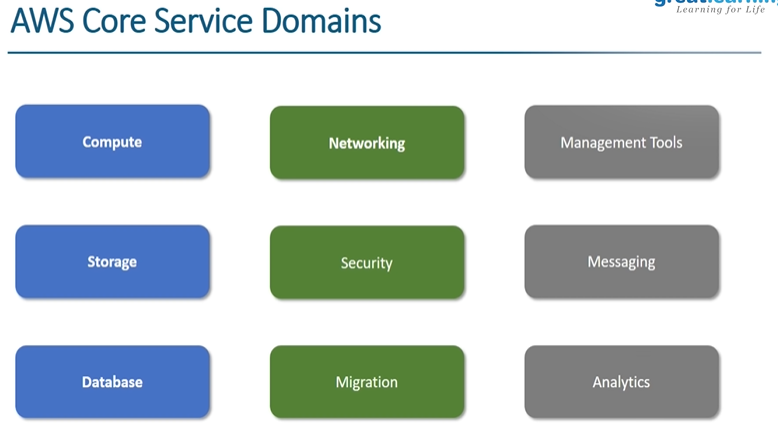 AWS Core Service Domains
Learning for Life
Compute
Networking
Management Tools
Storage
Security
Messaging
Database
Migration
Analytics